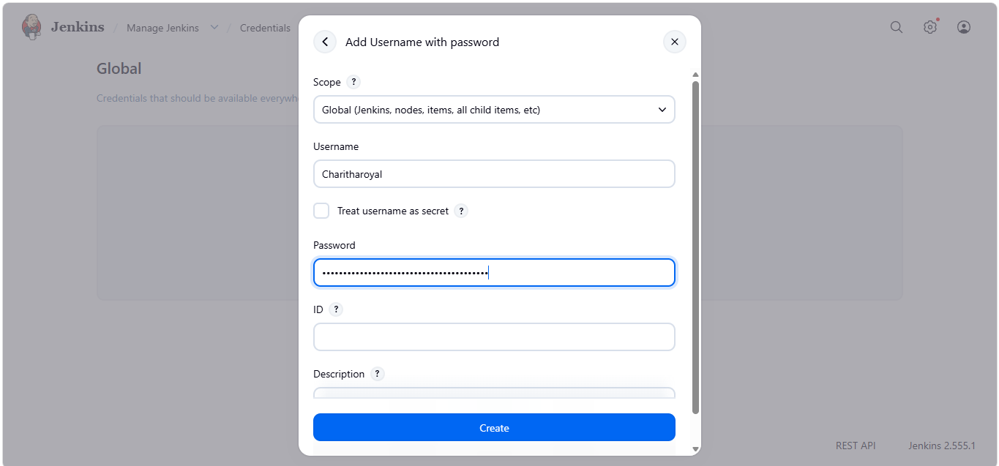 Jenkins / Manage Jenkins / Credentials
Global
Credentials that should be available everywh
Add Username with password
Scope ?
Global (Jenkins, nodes, items, all child items, etc)
Username
Charitharoyal
Treat username as secret ?
Password
••••••••••••••••••••••••••••••••••••••••
ID ?
Description ?
Create
REST API Jenkins 2.555.1